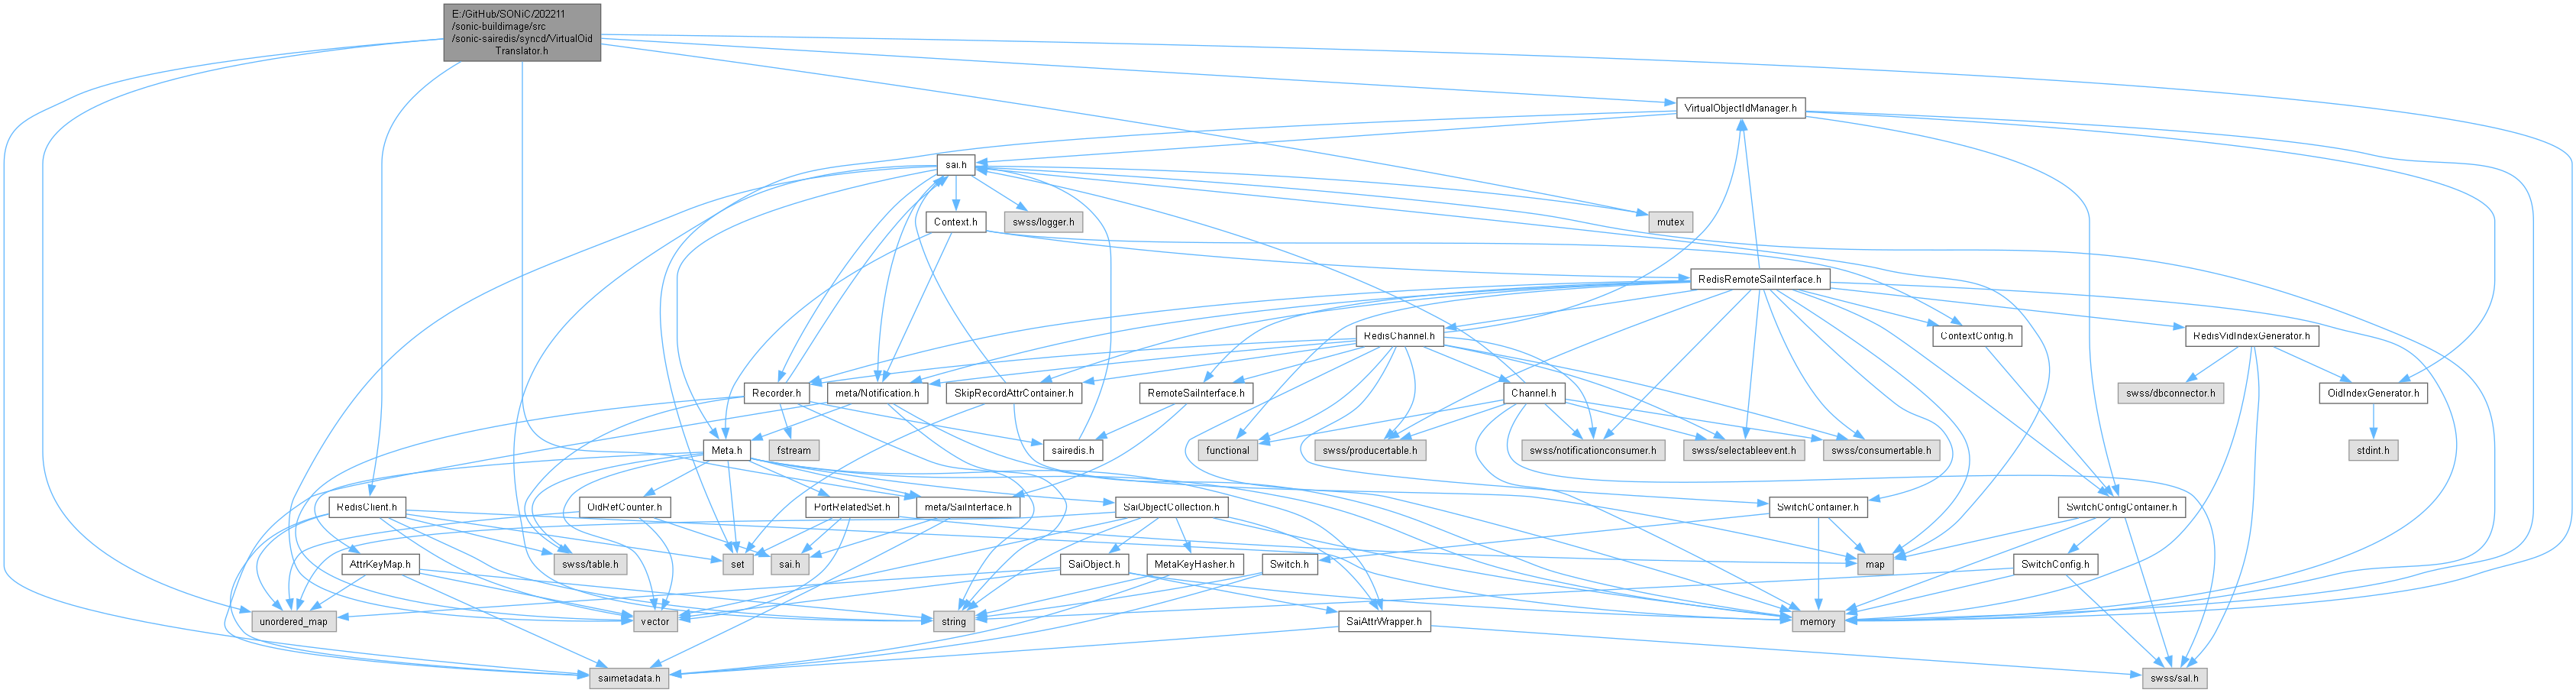 E:/GitHub/SONiC/202211
/sonic-buildimage/src
/sonic-sairedis/syncd/VirtualOid
Translator.h
VirtualObjectIdManager.h
sai.h
Context.h
swss/logger.h
mutex
RedisRemoteSaiInterface.h
RedisChannel.h
ContextConfig.h
RedisVidIndexGenerator.h
Recorder.h
meta/Notification.h
SkipRecordAttrContainer.h
RemoteSaiInterface.h
Channel.h
swss/dbconnector.h
OidIndexGenerator.h
Meta.h
fstream
sairedis.h
functional
swss/producertable.h
swss/notificationconsumer.h
swss/selectableevent.h
swss/consumertable.h
stdint.h
RedisClient.h
OidRefCounter.h
PortRelatedSet.h
meta/SaiInterface.h
SaiObjectCollection.h
SwitchContainer.h
SwitchConfigContainer.h
AttrKeyMap.h
swss/table.h
set
sai.h
SaiObject.h
MetaKeyHasher.h
Switch.h
map
SwitchConfig.h
unordered_map
vector
string
SaiAttrWrapper.h
memory
saimetadata.h
swss/sal.h